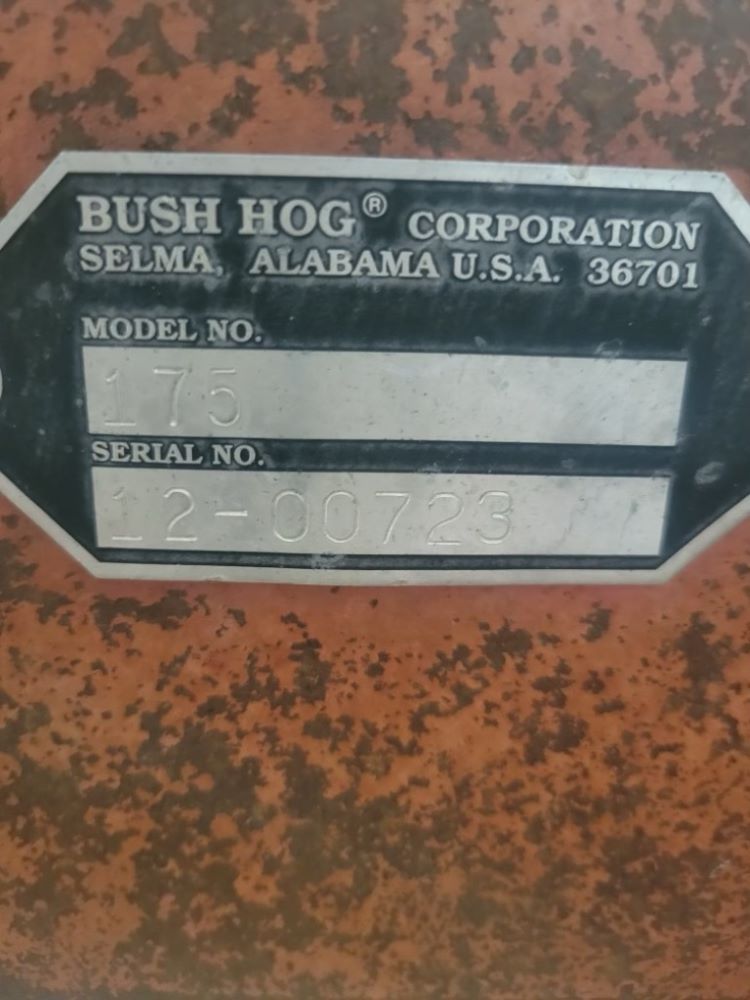 BUSH HOG® CORPORATION
SELMA, ALABAMA U.S.A. 36701
MODEL NO.
175
SERIAL NO.
12-00723